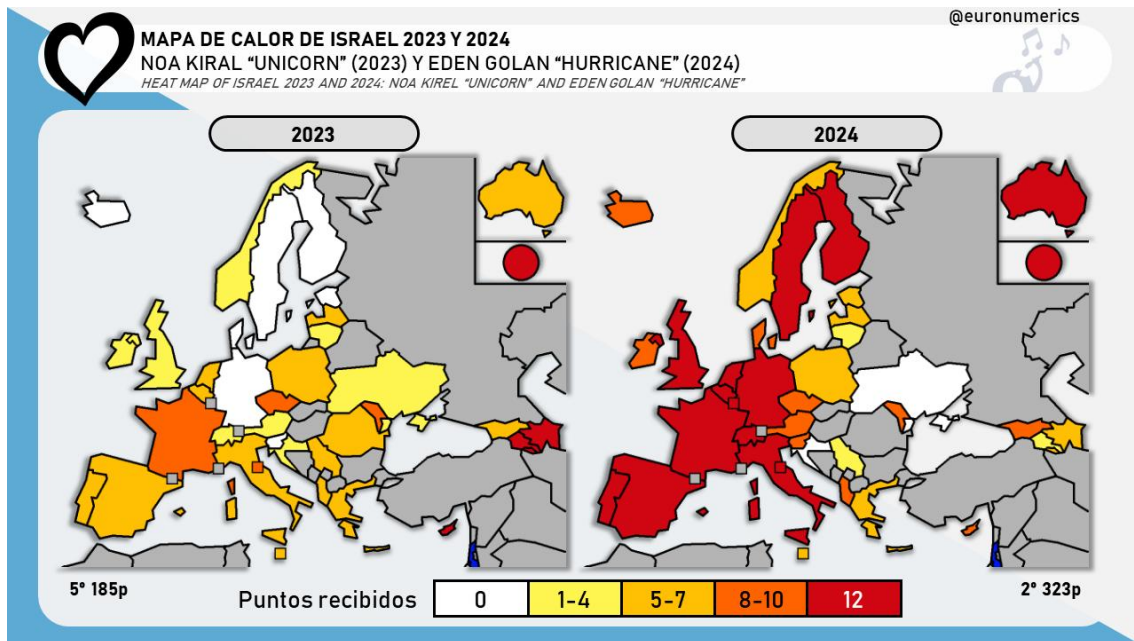 @euronumerics
MAPA DE CALOR DE ISRAEL 2023 Y 2024
NOA KIRAL “UNICORN” (2023) Y EDEN GOLAN “HURRICANE” (2024)
HEAT MAP OF ISRAEL 2023 AND 2024: NOA KIREL “UNICORN” AND EDEN GOLAN “HURRICANE”
2023
2024
5° 185p
2° 323p
Puntos recibidos
0
1-4
5-7
8-10
12